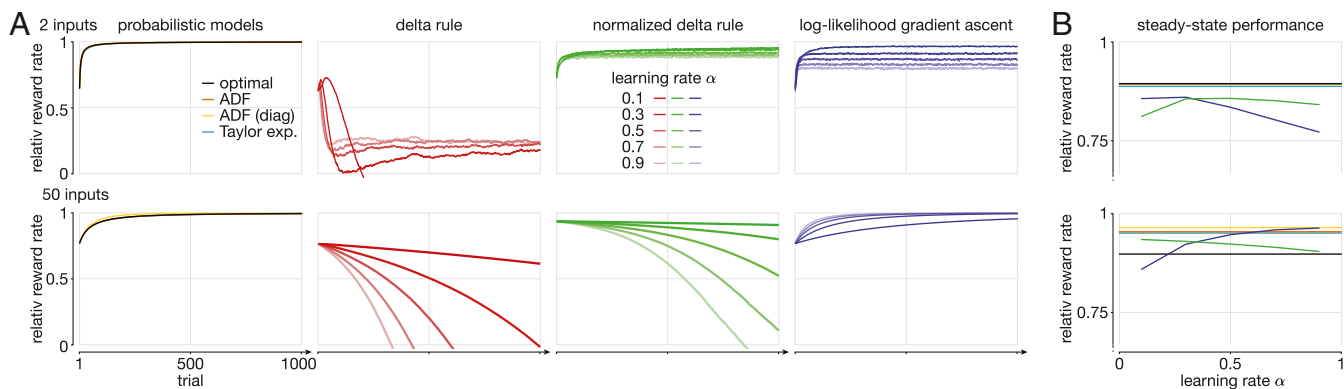 A
probabilistic models
delta rule
normalized delta rule
log-likelihood gradient ascent
B
steady-state performance
2 inputs
relativ reward rate
1
0.5
0
optimal
ADF
ADF (diag)
Taylor exp.
learning rate α
0.1
0.3
0.5
0.7
0.9
relative reward rate
1
0.75
50 inputs
relative reward rate
1
0.5
0
1
500
1000
trial
relative reward rate
1
0.75
0
0.5
1
learning rate α